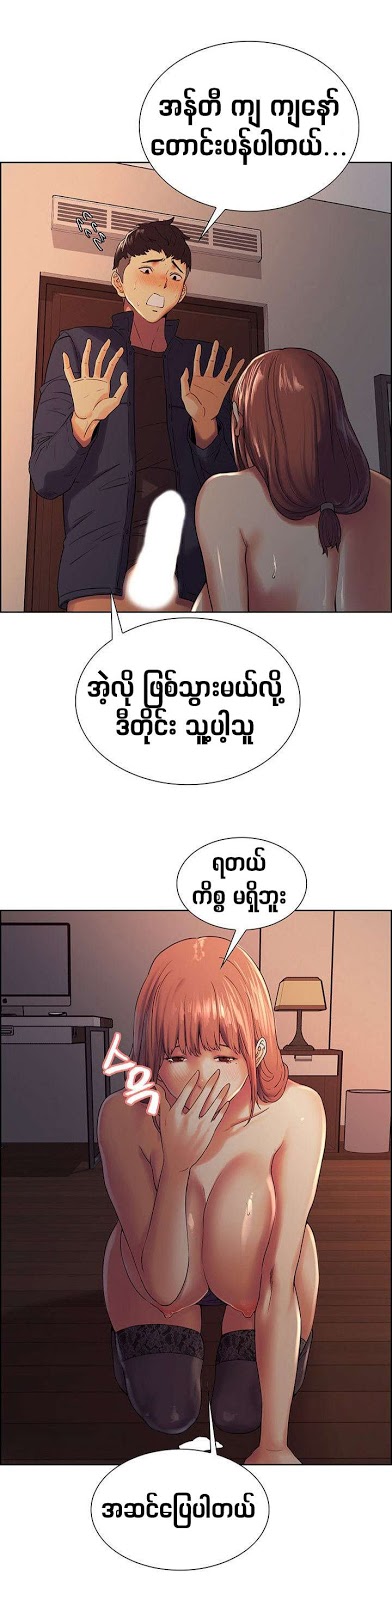 အန်တီ ကျ ကျနော်
တောင်းပန်ပါတယ်...
အဲ့လို ဖြစ်သွားမယ်လို့
ဒီတိုင်း သူ့ပါ့သူ
ရတယ်
ကိစ္စ မရှိဘူး
အဆင်ပြေပါတယ်